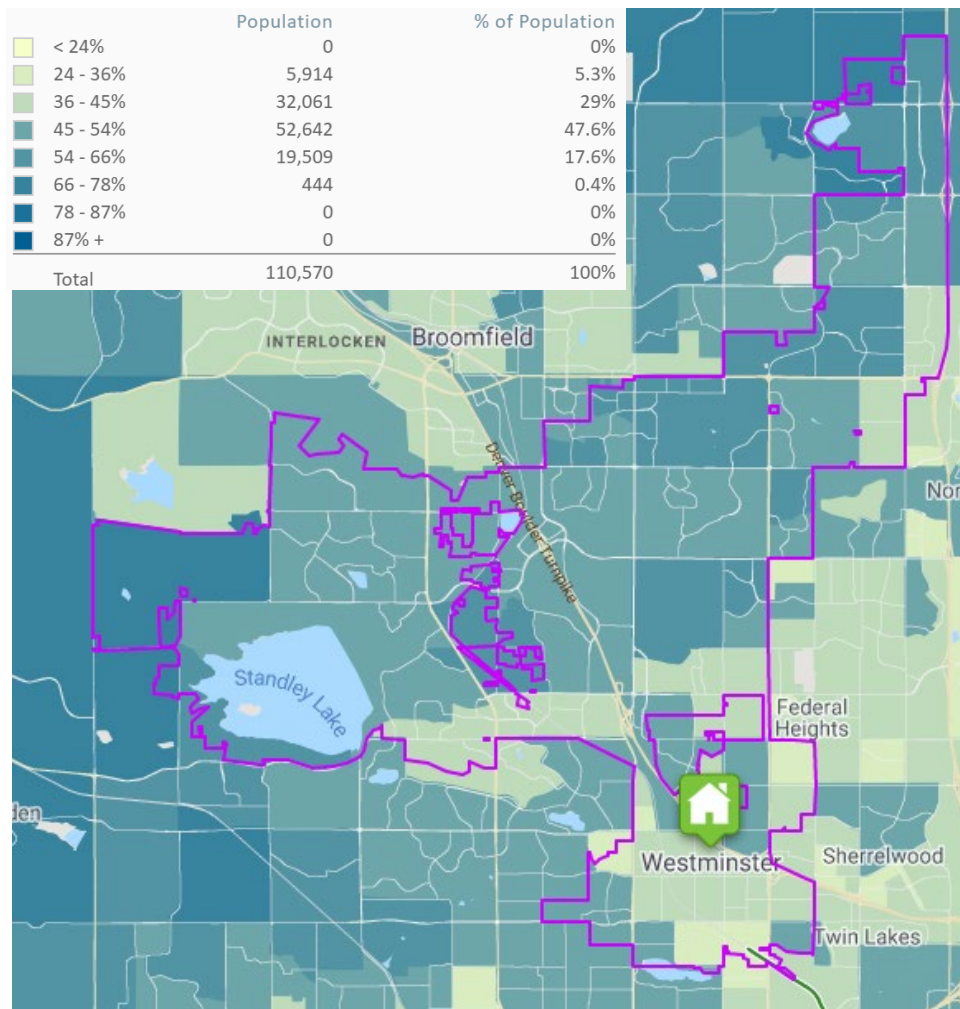 Population % of Population
< 24% 0 0%
24 - 36% 5,914 5.3%
36 - 45% 32,061 29%
45 - 54% 52,642 47.6%
54 - 66% 19,509 17.6%
66 - 78% 444 0.4%
78 - 87% 0 0%
87% + 0 0%
Total 110,570 100%
INTERLOCKEN
Broomfield
Denver Boulder Turnpike
Nor
Standley Lake
Federal
Heights
den
Westminster
Sherrelwood
Twin Lakes